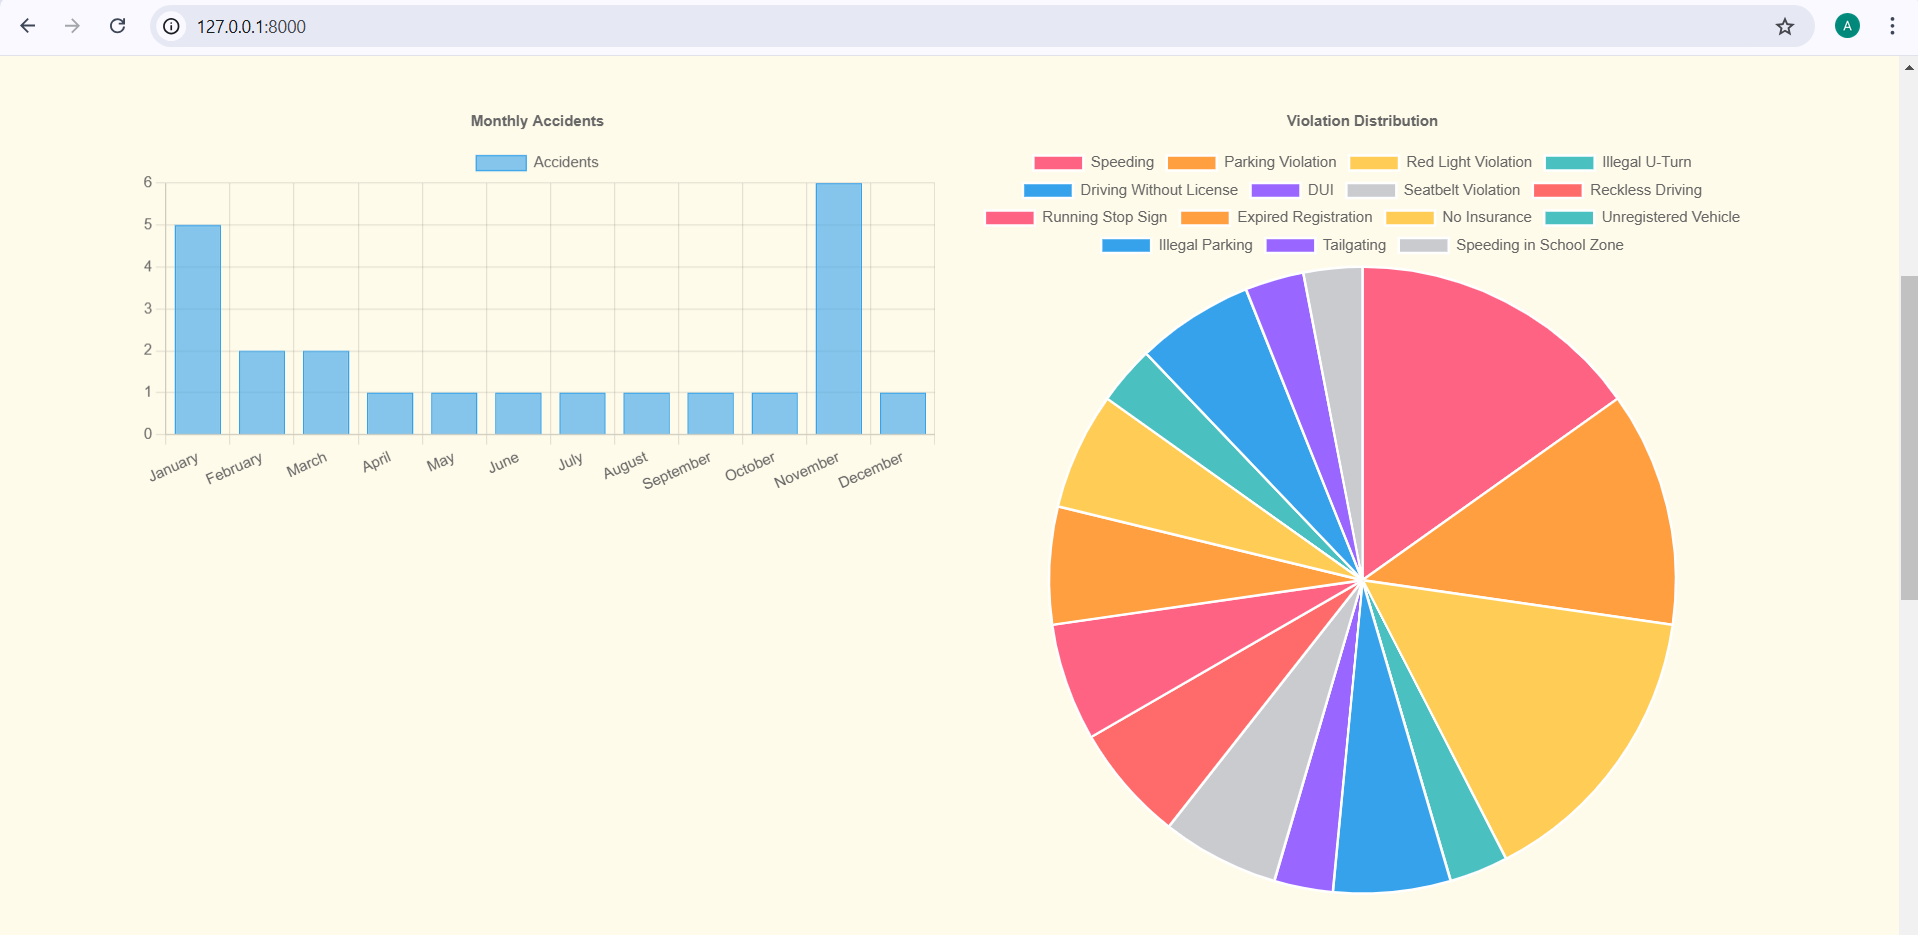 127.0.0.1:8000
A
Monthly Accidents
Accidents
6
5
4
3
2
1
0
January February March April May June July August September October November December
Violation Distribution
Speeding Parking Violation Red Light Violation Illegal U-Turn
Driving Without License DUI Seatbelt Violation Reckless Driving
Running Stop Sign Expired Registration No Insurance Unregistered Vehicle
Illegal Parking Tailgating Speeding in School Zone